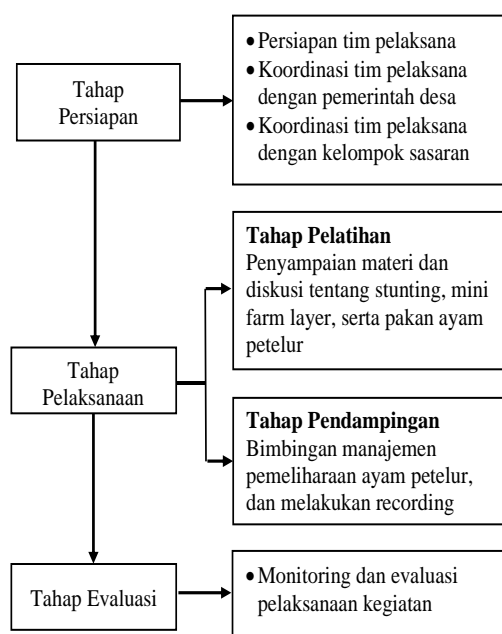 Tahap
Persiapan
• Persiapan tim pelaksana
• Koordinasi tim pelaksana
dengan pemerintah desa
• Koordinasi tim pelaksana
dengan kelompok sasaran
Tahap Pelatihan
Penyampaian materi dan
diskusi tentang stunting, mini
farm layer, serta pakan ayam
petelur
Tahap
Pelaksanaan
Tahap Pendampingan
Bimbingan manajemen
pemeliharaan ayam petelur,
dan melakukan recording
Tahap Evaluasi
• Monitoring dan evaluasi
pelaksanaan kegiatan